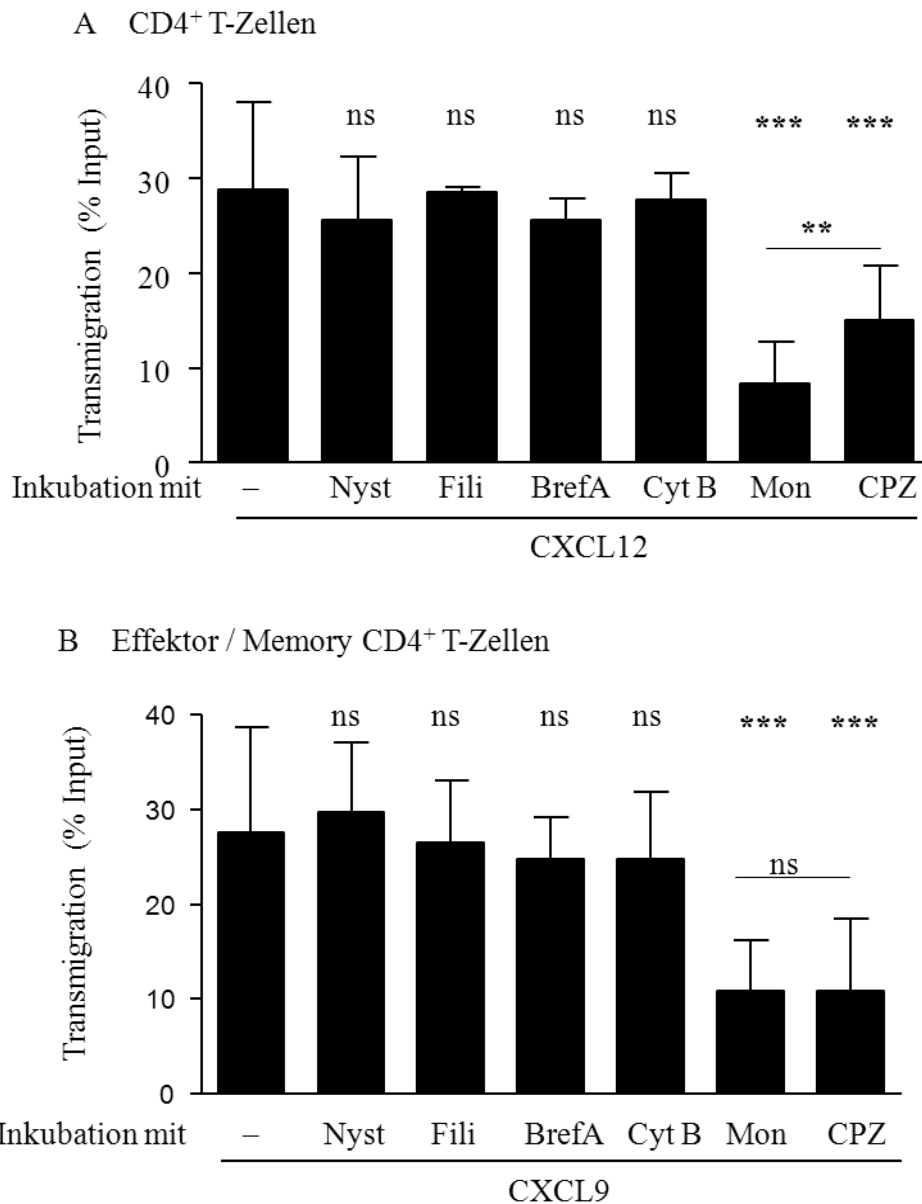 A CD4+ T-Zellen
40
ns ns ns ns *** ***
30
**
20
10
0
Transmigration (% Input)
Inkubation mit – Nyst Fili BrefA Cyt B Mon CPZ
CXCL12
B Effektor / Memory CD4+ T-Zellen
40
ns ns ns ns *** ***
30
ns
20
10
0
Transmigration (% Input)
Inkubation mit – Nyst Fili BrefA Cyt B Mon CPZ
CXCL9